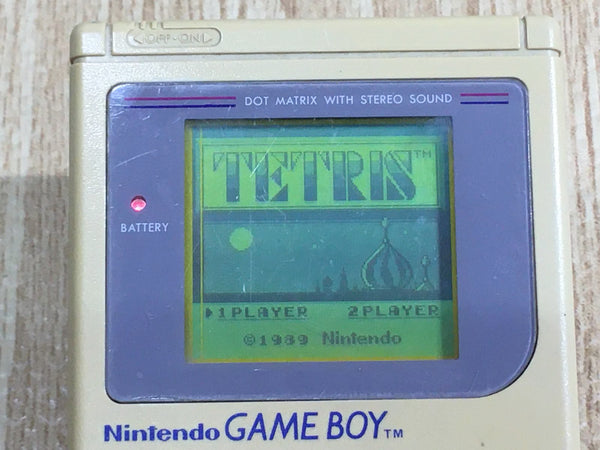 OFF•ON
DOT MATRIX WITH STEREO SOUND
TETRIS™
BATTERY
▶1PLAYER 2PLAYER
©1989 Nintendo
Nintendo GAME BOY™